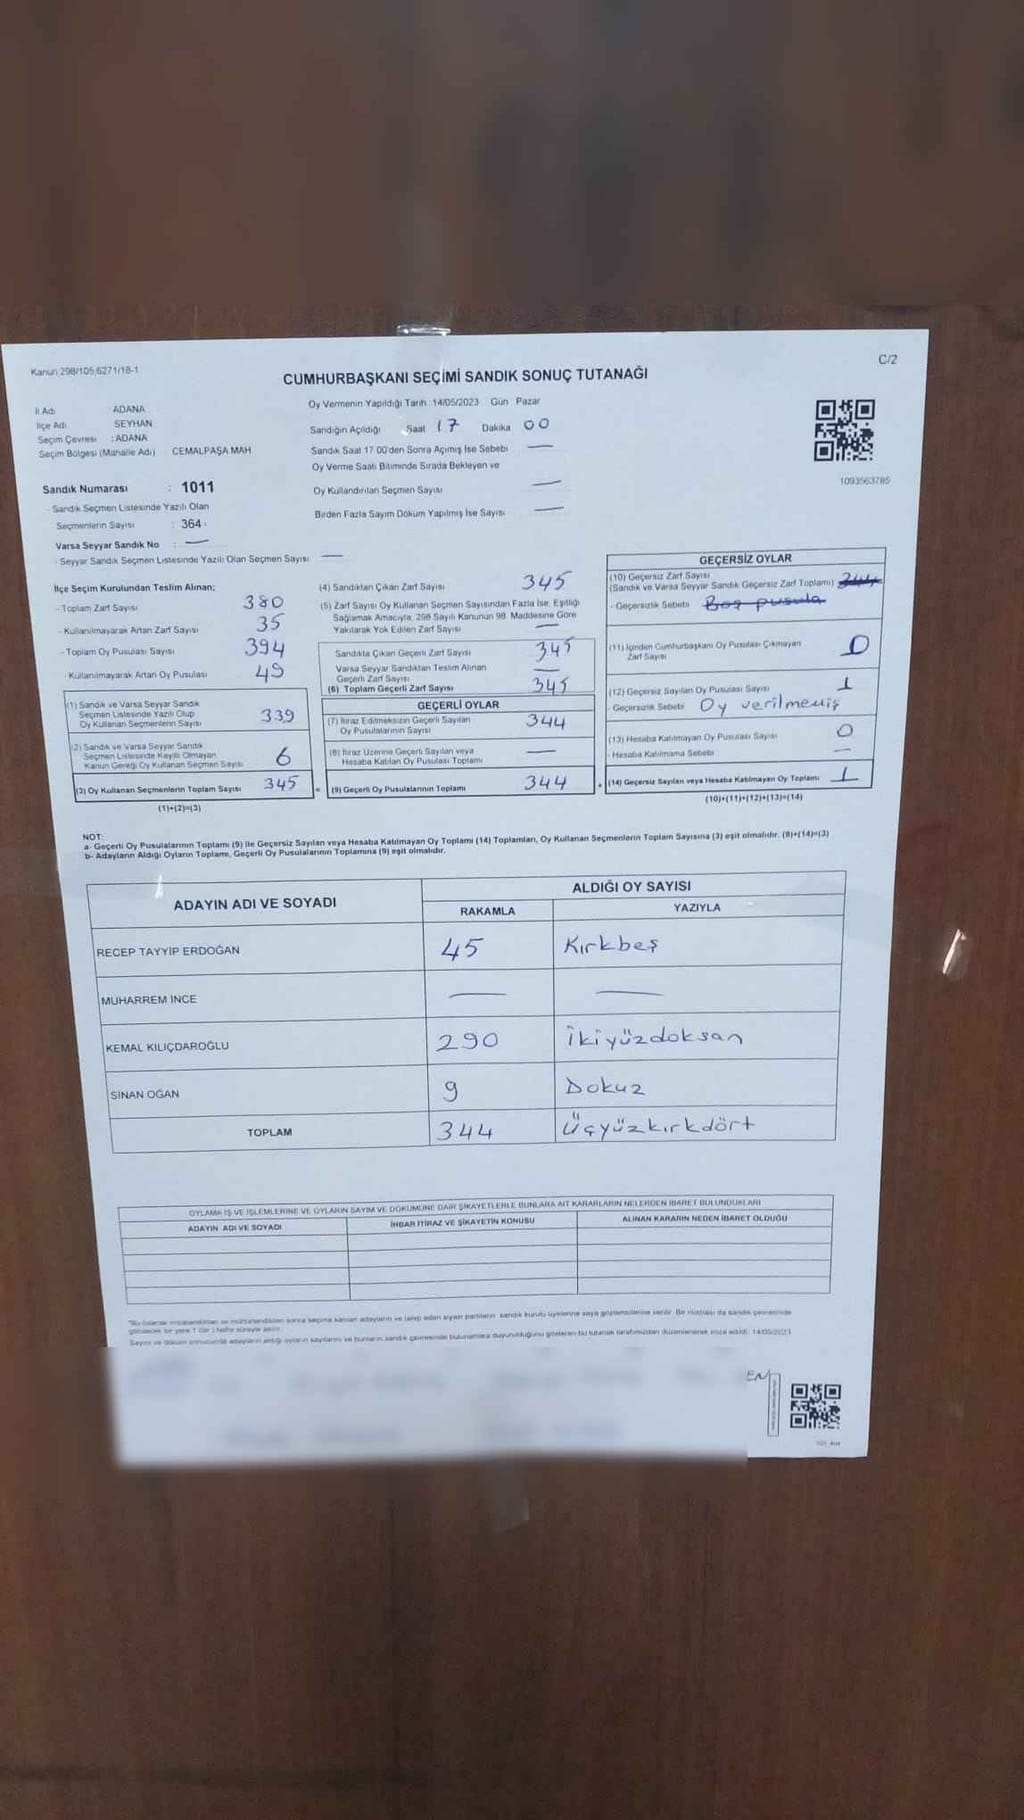 Kanun 298/105;6271/18-1
C/2
CUMHURBAŞKANI SEÇİMİ SANDIK SONUÇ TUTANAĞI
İl Adı ADANA
İlçe Adı SEYHAN
Seçim Çevresi : ADANA
Seçim Bölgesi (Mahalle Adı) CEMALPAŞA MAH
Oy Vermenin Yapıldığı Tarih: 14/05/2023 Gün Pazar
Sandığın Açıldığı Saat 17 Dakika 00
Sandık Saat 17:00'den Sonra Açımış İse Sebebi —
Oy Verme Saati Bitiminde Sırada Bekleyen ve
Oy Kullandırılan Seçmen Sayısı —
Birden Fazla Sayım Döküm Yapılmış İse Sayısı —
1093563785
Sandık Numarası : 1011
- Sandık Seçmen Listesinde Yazılı Olan
Seçmenlerin Sayısı : 364
Varsa Seyyar Sandık No : —
- Seyyar Sandık Seçmen Listesinde Yazılı Olan Seçmen Sayısı —
İlçe Seçim Kurulundan Teslim Alınan;
- Toplam Zarf Sayısı 380
- Kullanılmayarak Artan Zarf Sayısı 35
- Toplam Oy Pusulası Sayısı 394
- Kullanılmayarak Artan Oy Pusulası 49
(1) Sandık ve Varsa Seyyar Sandık
Seçmen Listesinde Yazılı Olup
Oy Kullanan Seçmenlerin Sayısı 339
(2) Sandık ve Varsa Seyyar Sandık
Seçmen Listesinde Kayıtlı Olmayan
Kanun Gereği Oy Kullanan Seçmen Sayısı 6
(3) Oy Kullanan Seçmenlerin Toplam Sayısı 345
(1)+(2)=(3)
(4) Sandıktan Çıkan Zarf Sayısı 345
(5) Zarf Sayısı Oy Kullanan Seçmen Sayısından Fazla İse, Eşitliği
Sağlamak Amacıyla, 298 Sayılı Kanunun 98. Maddesine Göre
Yakılarak Yok Edilen Zarf Sayısı —
Sandıkta Çıkan Geçerli Zarf Sayısı 345
Varsa Seyyar Sandıktan Teslim Alınan
Geçerli Zarf Sayısı —
(6) Toplam Geçerli Zarf Sayısı 345
GEÇERLİ OYLAR
(7) İtiraz Edilmeksizin Geçerli Sayılan
Oy Pusulalarının Sayısı 344
(8) İtiraz Üzerine Geçerli Sayılan veya
Hesaba Katılan Oy Pusulası Toplamı —
= (9) Geçerli Oy Pusulalarının Toplamı 344
GEÇERSİZ OYLAR
(10) Geçersiz Zarf Sayısı
(Sandık ve Varsa Seyyar Sandık Geçersiz Zarf Toplamı) 344
- Geçersizlik Sebebi Boş pusula
(11) İçinden Cumhurbaşkanı Oy Pusulası Çıkmayan
Zarf Sayısı 0
(12) Geçersiz Sayılan Oy Pusulası Sayısı 1
- Geçersizlik Sebebi Oy verilmemiş
(13) Hesaba Katılmayan Oy Pusulası Sayısı 0
- Hesaba Katılmama Sebebi —
+ (14) Geçersiz Sayılan veya Hesaba Katılmayan Oy Toplamı 1
(10)+(11)+(12)+(13)=(14)
NOT:
a- Geçerli Oy Pusulalarının Toplamı (9) ile Geçersiz Sayılan veya Hesaba Katılmayan Oy Toplamı (14) Toplamları, Oy Kullanan Seçmenlerin Toplam Sayısına (3) eşit olmalıdır. (9)+(14)=(3)
b- Adayların Aldığı Oyların Toplamı, Geçerli Oy Pusulalarının Toplamına (9) eşit olmalıdır.
ADAYIN ADI VE SOYADI
ALDIĞI OY SAYISI
RAKAMLA YAZIYLA
RECEP TAYYİP ERDOĞAN 45 Kırkbeş
MUHARREM İNCE — —
KEMAL KILIÇDAROĞLU 290 İkiyüzdoksan
SİNAN OĞAN 9 Dokuz
TOPLAM 344 Üçyüzkırkdört
OYLAMA İŞ VE İŞLEMLERİNE VE OYLARIN SAYIM VE DÖKÜMÜNE DAİR ŞİKAYETLERLE BUNLARA AİT KARARLARIN NELERDEN İBARET BULUNDUKLARI
ADAYIN ADI VE SOYADI İHBAR İTİRAZ VE ŞİKAYETİN KONUSU ALINAN KARARIN NEDEN İBARET OLDUĞU
EN